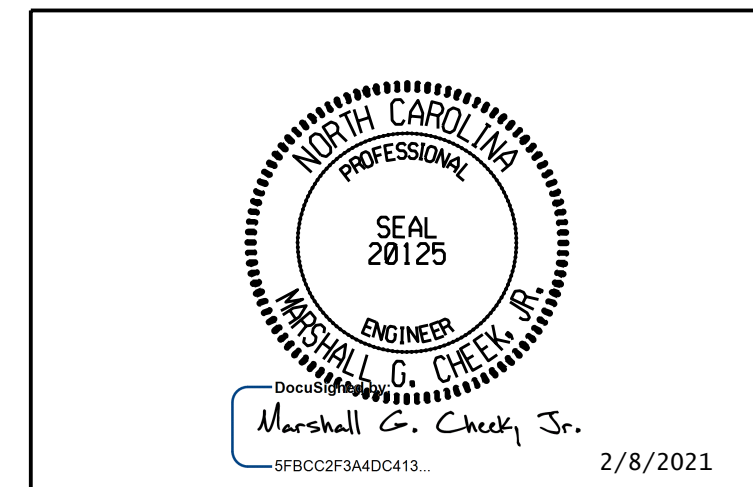 NORTH CAROLINA
PROFESSIONAL
SEAL
20125
ENGINEER
MARSHALL G. CHEEK, JR.
DocuSigned by:
Marshall G. Cheek, Jr.
5FBCC2F3A4DC413...
2/8/2021